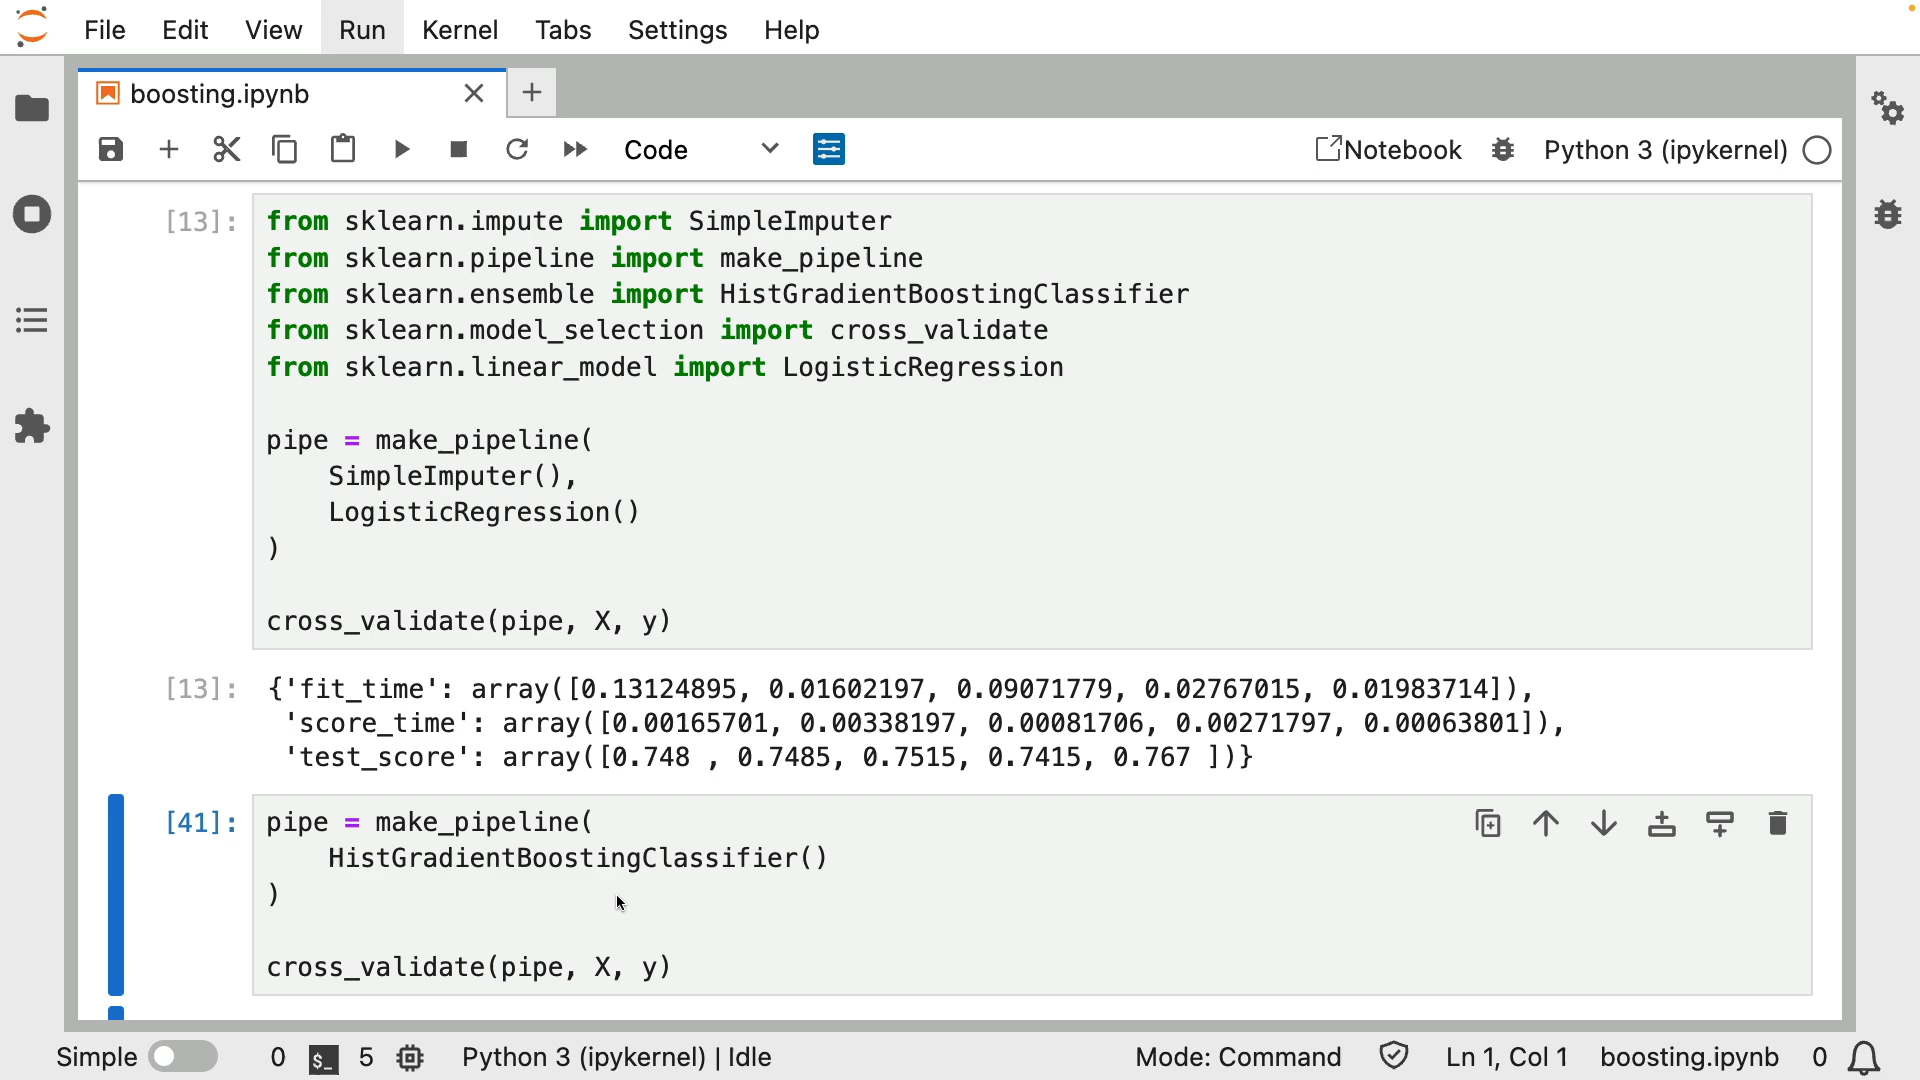 File Edit View Run Kernel Tabs Settings Help
boosting.ipynb
Code Notebook Python 3 (ipykernel)
[13]: from sklearn.impute import SimpleImputer
from sklearn.pipeline import make_pipeline
from sklearn.ensemble import HistGradientBoostingClassifier
from sklearn.model_selection import cross_validate
from sklearn.linear_model import LogisticRegression
pipe = make_pipeline(
    SimpleImputer(),
    LogisticRegression()
)
cross_validate(pipe, X, y)
[13]: {'fit_time': array([0.13124895, 0.01602197, 0.09071779, 0.02767015, 0.01983714]),
 'score_time': array([0.00165701, 0.00338197, 0.00081706, 0.00271797, 0.00063801]),
 'test_score': array([0.748 , 0.7485, 0.7515, 0.7415, 0.767 ])}
[41]: pipe = make_pipeline(
    HistGradientBoostingClassifier()
)
cross_validate(pipe, X, y)
Simple 0 $_ 5 Python 3 (ipykernel) | Idle Mode: Command Ln 1, Col 1 boosting.ipynb 0